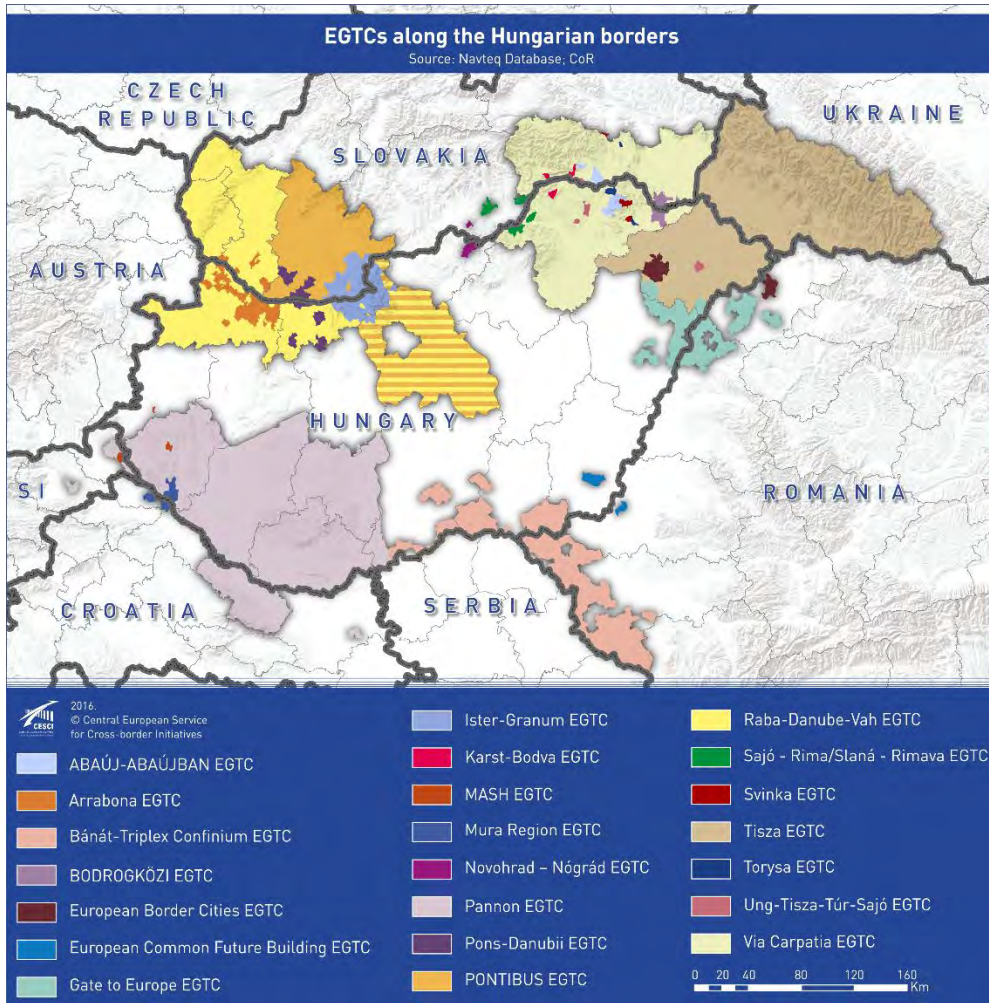 EGTCs along the Hungarian borders
Source: Navteq Database; CoR
CZECH
REPUBLIC
UKRAINE
SLOVAKIA
AUSTRIA
HUNGARY
SI
ROMANIA
CROATIA
SERBIA
CESCI
2016.
© Central European Service
for Cross-border Initiatives
ABAÚJ-ABAÚJBAN EGTC
Arrabona EGTC
Bánát-Triplex Confinium EGTC
BODROGKÖZI EGTC
European Border Cities EGTC
European Common Future Building EGTC
Gate to Europe EGTC
Ister-Granum EGTC
Karst-Bodva EGTC
MASH EGTC
Mura Region EGTC
Novohrad – Nógrád EGTC
Pannon EGTC
Pons-Danubii EGTC
PONTIBUS EGTC
Raba-Danube-Vah EGTC
Sajó - Rima/Slaná - Rimava EGTC
Svinka EGTC
Tisza EGTC
Torysa EGTC
Ung-Tisza-Túr-Sajó EGTC
Via Carpatia EGTC
0 20 40 80 120 160
Km